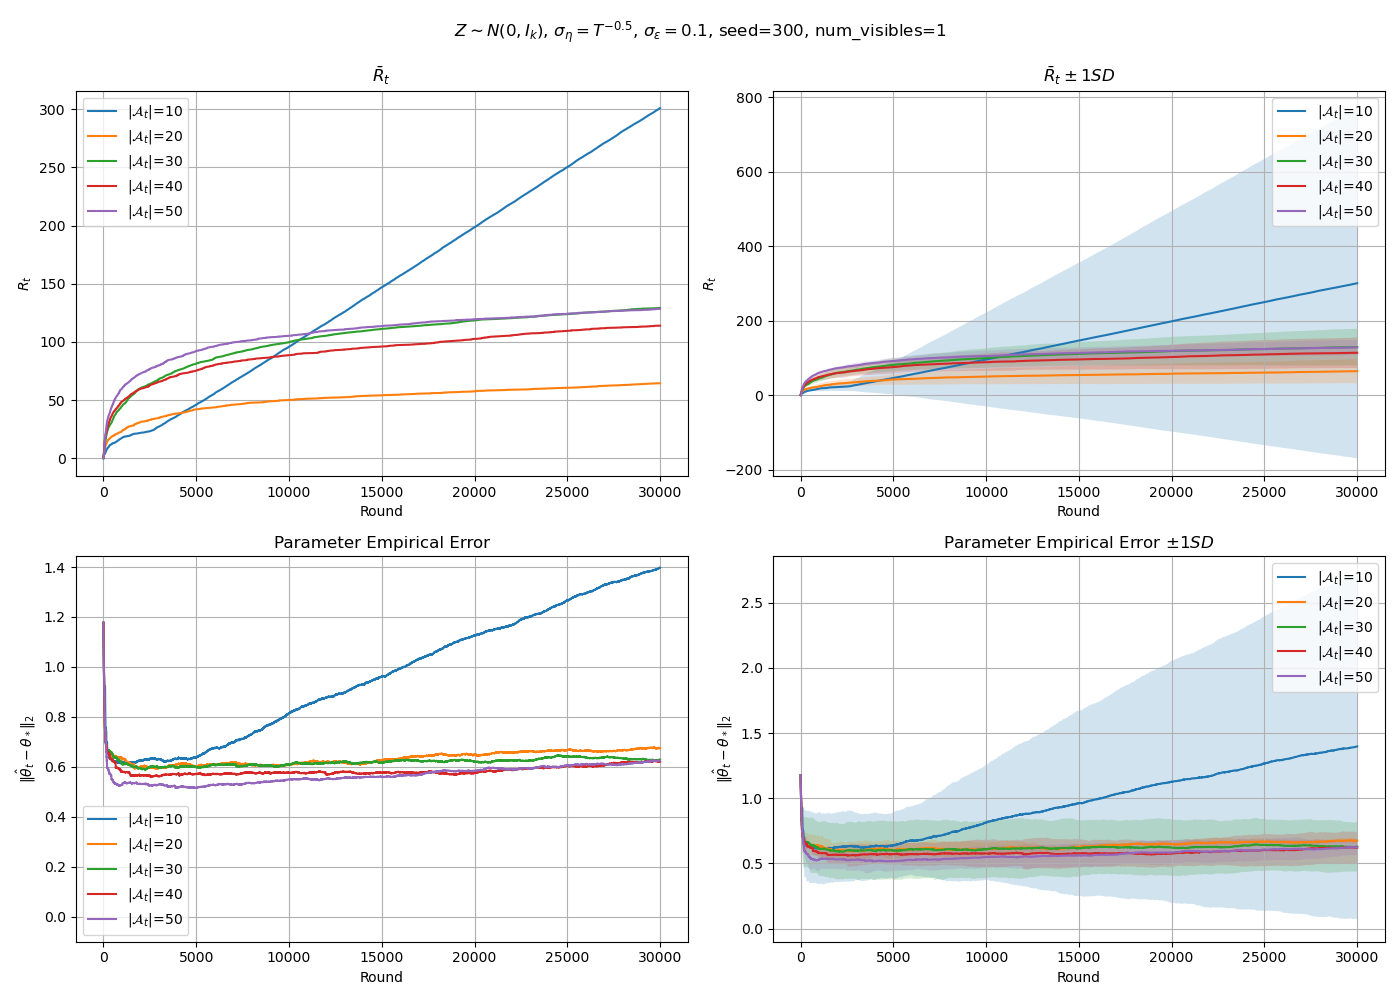 Z ∼ N(0, I_k), σ_η = T^{−0.5}, σ_ε = 0.1, seed=300, num_visibles=1
R̄_t
300
250
200
150
100
50
0
R_t
|𝒜_t|=10
|𝒜_t|=20
|𝒜_t|=30
|𝒜_t|=40
|𝒜_t|=50
0 5000 10000 15000 20000 25000 30000
Round
R̄_t ± 1SD
800
600
400
200
0
−200
R_t
|𝒜_t|=10
|𝒜_t|=20
|𝒜_t|=30
|𝒜_t|=40
|𝒜_t|=50
0 5000 10000 15000 20000 25000 30000
Round
Parameter Empirical Error
1.4
1.2
1.0
0.8
0.6
0.4
0.2
0.0
‖θ̂_t − θ_*‖_2
|𝒜_t|=10
|𝒜_t|=20
|𝒜_t|=30
|𝒜_t|=40
|𝒜_t|=50
0 5000 10000 15000 20000 25000 30000
Round
Parameter Empirical Error ±1SD
2.5
2.0
1.5
1.0
0.5
0.0
‖θ̂_t − θ_*‖_2
|𝒜_t|=10
|𝒜_t|=20
|𝒜_t|=30
|𝒜_t|=40
|𝒜_t|=50
0 5000 10000 15000 20000 25000 30000
Round